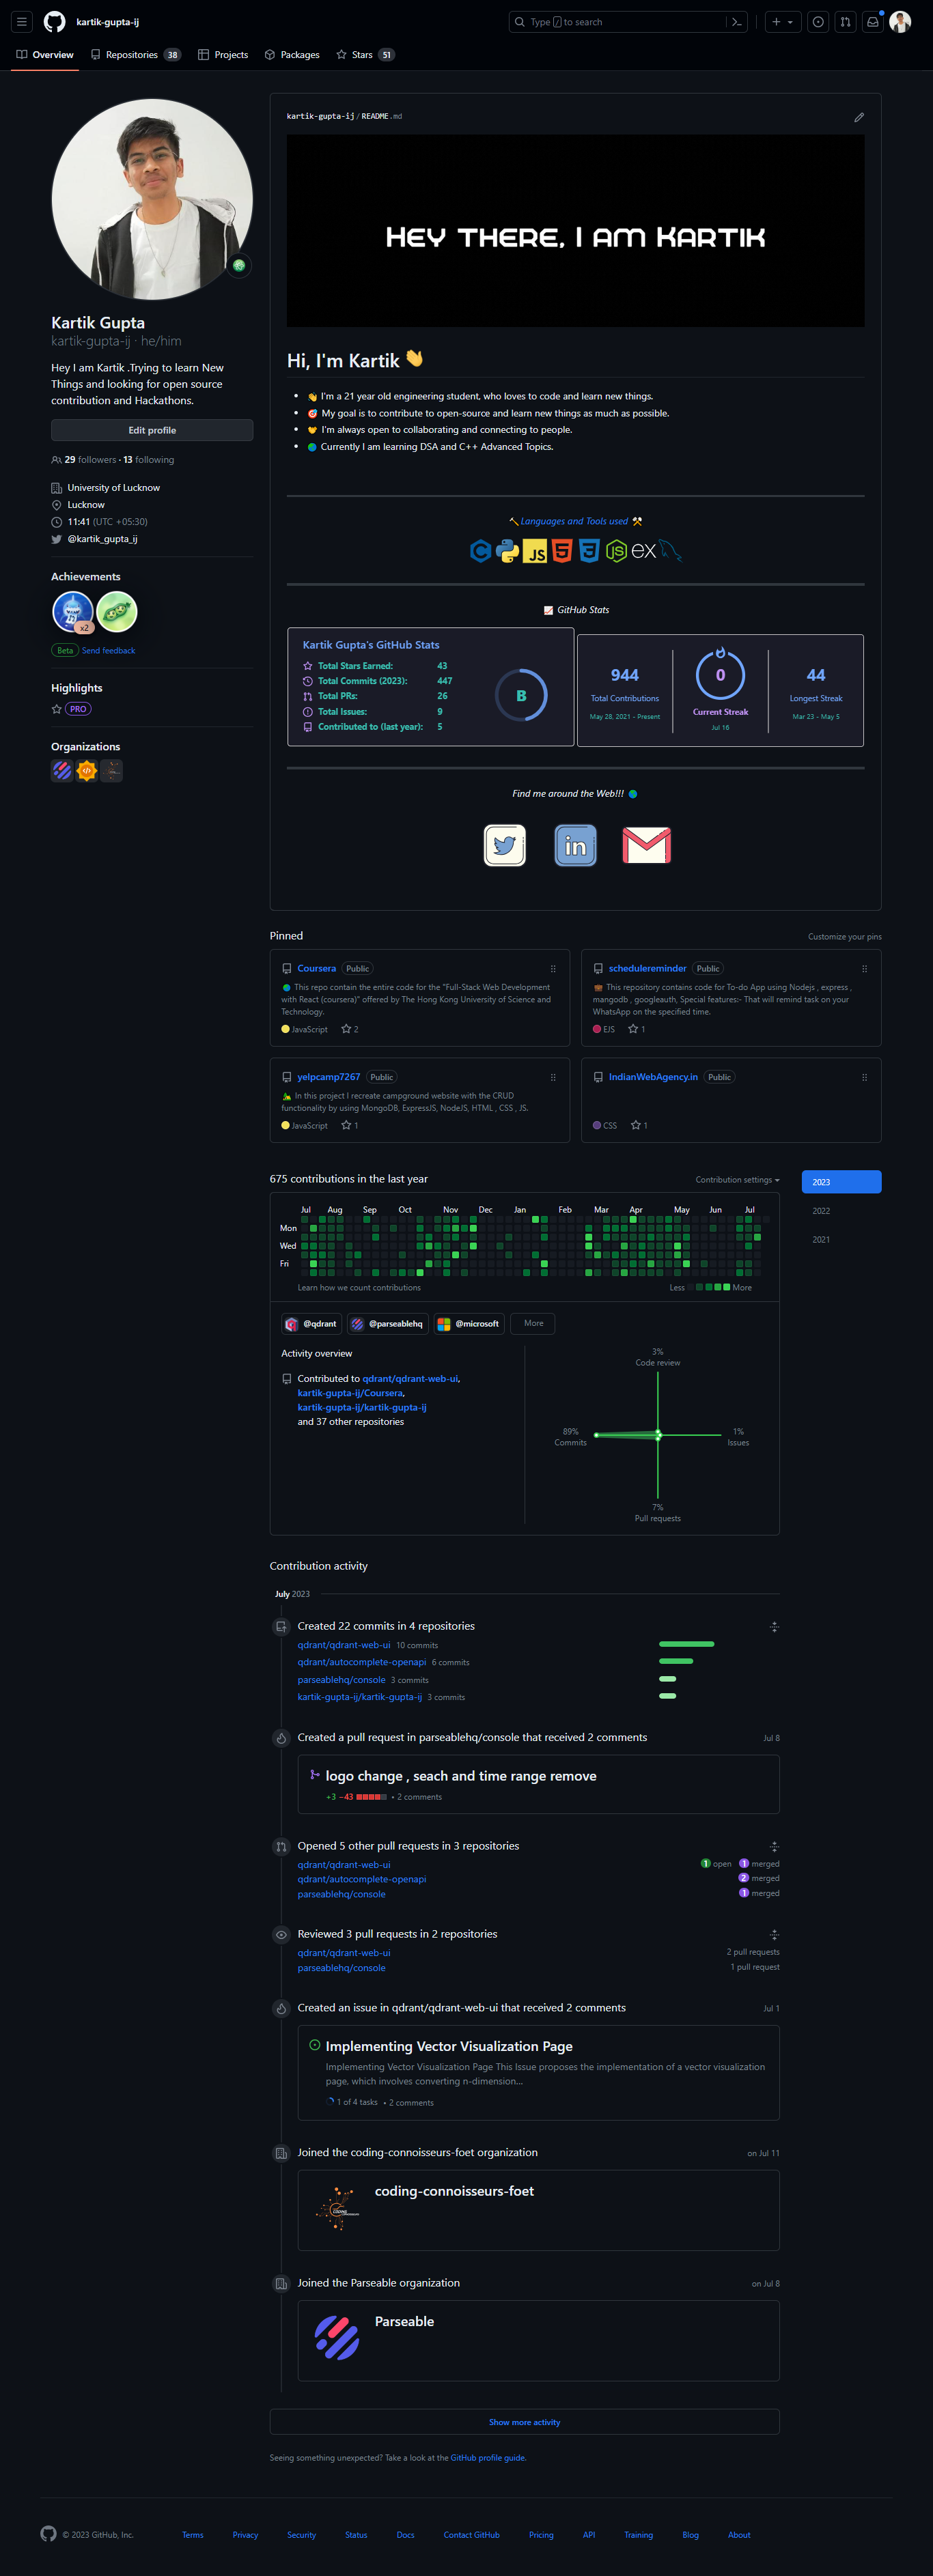 kartik-gupta-ij
Type / to search
Overview Repositories 38 Projects Packages Stars 51
Kartik Gupta
kartik-gupta-ij · he/him
Hey I am Kartik .Trying to learn New
Things and looking for open source
contribution and Hackathons.
Edit profile
29 followers · 13 following
University of Lucknow
Lucknow
11:41 (UTC +05:30)
@kartik_gupta_ij
Achievements
x2
Beta Send feedback
Highlights
PRO
Organizations
kartik-gupta-ij/README.md
HEY THERE, I AM KARTIK
Hi, I'm Kartik
I'm a 21 year old engineering student, who loves to code and learn new things.
My goal is to contribute to open-source and learn new things as much as possible.
I'm always open to collaborating and connecting to people.
Currently I am learning DSA and C++ Advanced Topics.
Languages and Tools used
C JS 5 3 JS ex
GitHub Stats
Kartik Gupta's GitHub Stats
Total Stars Earned: 43
Total Commits (2023): 447
Total PRs: 26
Total Issues: 9
Contributed to (last year): 5
B
944
Total Contributions
May 28, 2021 - Present
0
Current Streak
Jul 16
44
Longest Streak
Mar 23 - May 5
Find me around the Web!!!
in
Pinned
Customize your pins
Coursera Public
This repo contain the entire code for the "Full-Stack Web Development
with React (coursera)" offered by The Hong Kong University of Science and
Technology.
JavaScript 2
schedulereminder Public
This repository contains code for To-do App using Nodejs , express ,
mangodb , googleauth, Special features:- That will remind task on your
WhatsApp on the specified time.
EJS 1
yelpcamp7267 Public
In this project I recreate campground website with the CRUD
functionality by using MongoDB, ExpressJS, NodeJS, HTML , CSS , JS.
JavaScript 1
IndianWebAgency.in Public
CSS 1
675 contributions in the last year
Contribution settings
2023
2022
2021
Jul Aug Sep Oct Nov Dec Jan Feb Mar Apr May Jun Jul
Mon
Wed
Fri
Learn how we count contributions
Less More
@qdrant @parseablehq @microsoft More
Activity overview
Contributed to qdrant/qdrant-web-ui,
kartik-gupta-ij/Coursera,
kartik-gupta-ij/kartik-gupta-ij
and 37 other repositories
3%
Code review
89%
Commits
1%
Issues
7%
Pull requests
Contribution activity
July 2023
Created 22 commits in 4 repositories
qdrant/qdrant-web-ui 10 commits
qdrant/autocomplete-openapi 6 commits
parseablehq/console 3 commits
kartik-gupta-ij/kartik-gupta-ij 3 commits
Created a pull request in parseablehq/console that received 2 comments Jul 8
logo change , seach and time range remove
+3 −43 • 2 comments
Opened 5 other pull requests in 3 repositories
qdrant/qdrant-web-ui 1 open 1 merged
qdrant/autocomplete-openapi 2 merged
parseablehq/console 1 merged
Reviewed 3 pull requests in 2 repositories
qdrant/qdrant-web-ui 2 pull requests
parseablehq/console 1 pull request
Created an issue in qdrant/qdrant-web-ui that received 2 comments Jul 1
Implementing Vector Visualization Page
Implementing Vector Visualization Page This Issue proposes the implementation of a vector visualization
page, which involves converting n-dimension...
1 of 4 tasks • 2 comments
Joined the coding-connoisseurs-foet organization on Jul 11
coding-connoisseurs-foet
Joined the Parseable organization on Jul 8
Parseable
Show more activity
Seeing something unexpected? Take a look at the GitHub profile guide.
© 2023 GitHub, Inc. Terms Privacy Security Status Docs Contact GitHub Pricing API Training Blog About